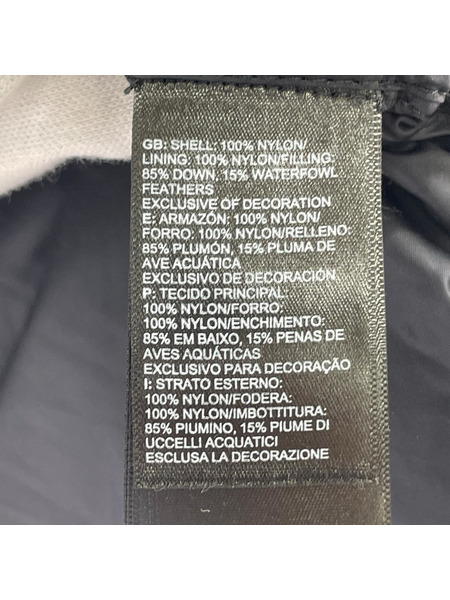 GB: SHELL: 100% NYLON/
LINING: 100% NYLON/FILLING:
85% DOWN, 15% WATERFOWL
FEATHERS
EXCLUSIVE OF DECORATION
E: ARMAZÓN: 100% NYLON/
FORRO: 100% NYLON/RELLENO:
85% PLUMÓN, 15% PLUMA DE
AVE ACUÁTICA
EXCLUSIVO DE DECORACIÓN
P: TECIDO PRINCIPAL:
100% NYLON/FORRO:
100% NYLON/ENCHIMENTO:
85% EM BAIXO, 15% PENAS DE
AVES AQUÁTICAS
EXCLUSIVO PARA DECORAÇÃO
I: STRATO ESTERNO:
100% NYLON/FODERA:
100% NYLON/IMBOTTITURA:
85% PIUMINO, 15% PIUME DI
UCCELLI ACQUATICI
ESCLUSA LA DECORAZIONE